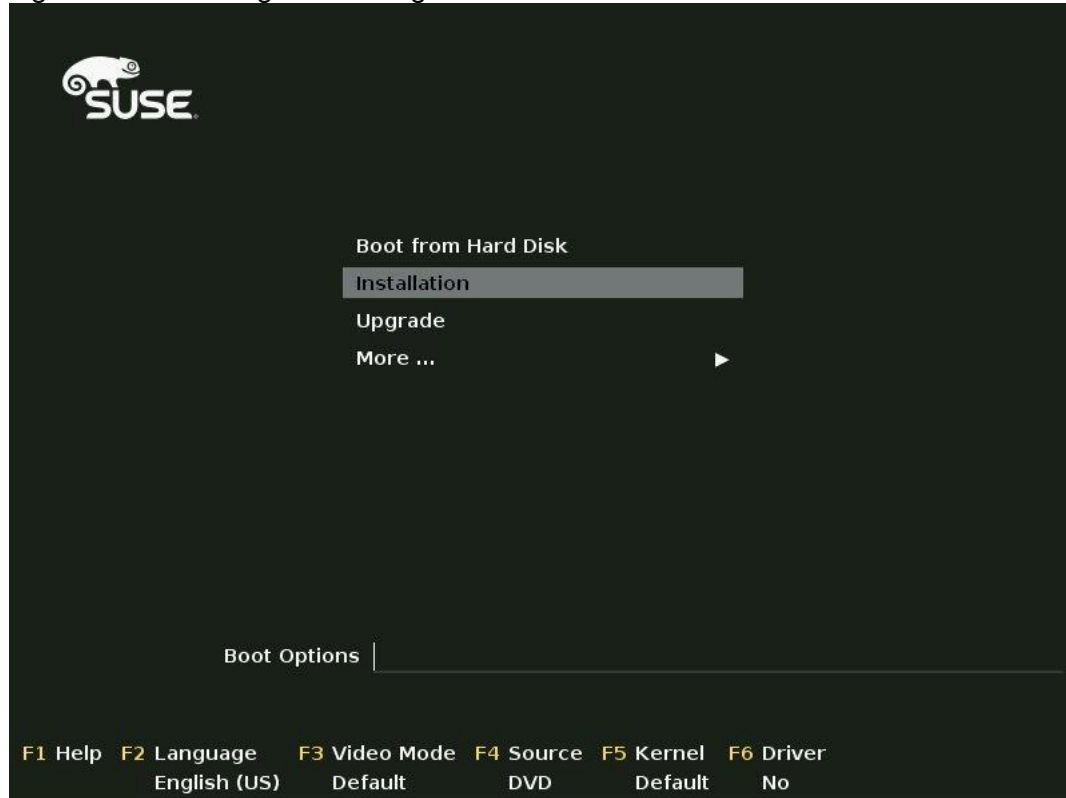 SUSE
Boot from Hard Disk
Installation
Upgrade
More ...
Boot Options
F1 Help F2 Language F3 Video Mode F4 Source F5 Kernel F6 Driver
English (US) Default DVD Default No